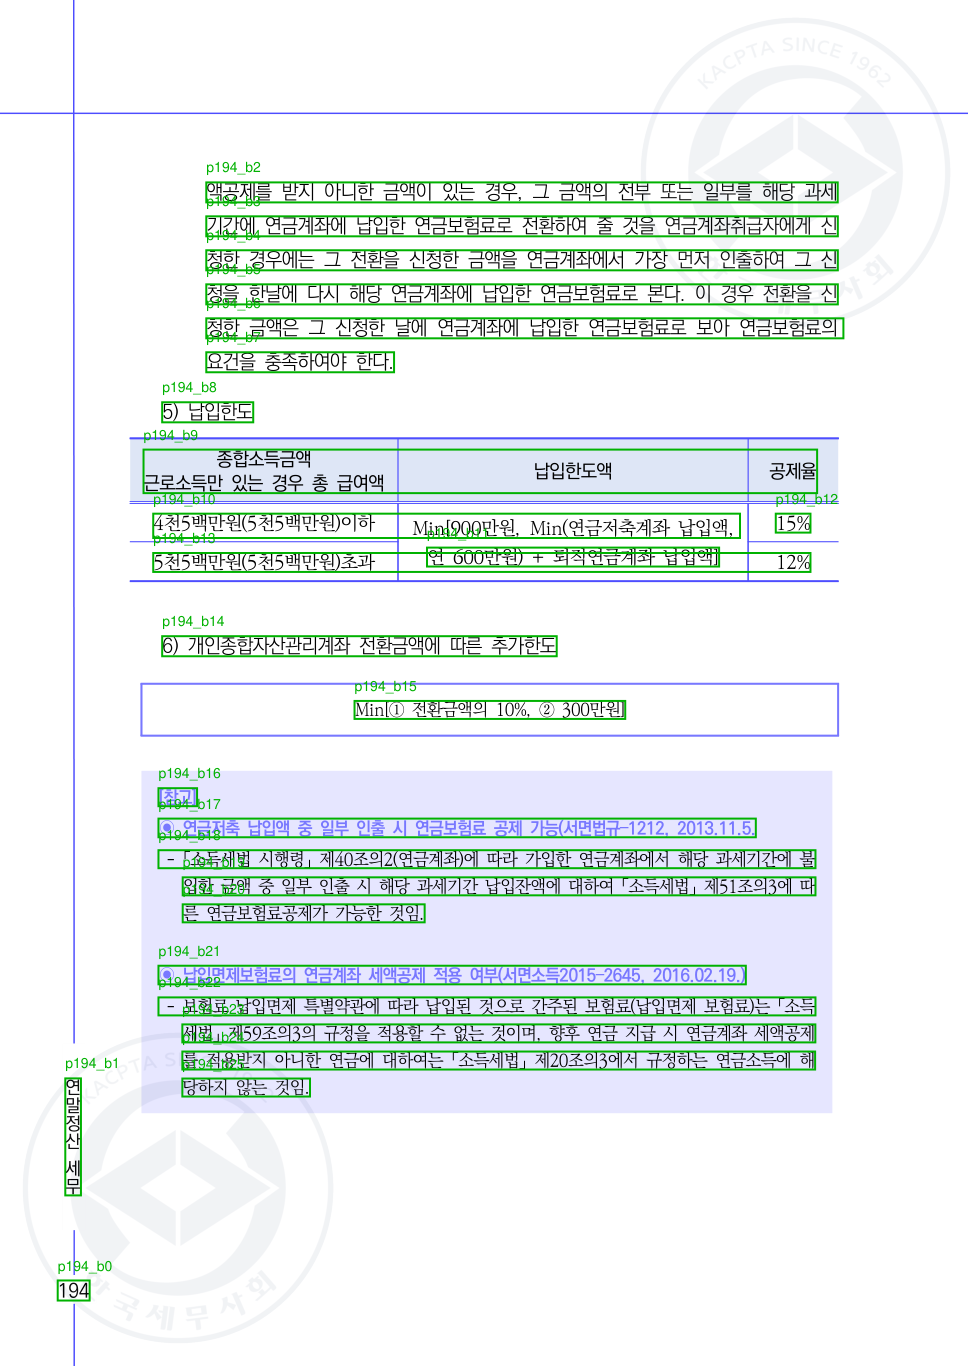 액공제를 받지 아니한 금액이 있는 경우, 그 금액의 전부 또는 일부를 해당 과세
기간에 연금계좌에 납입한 연금보험료로 전환하여 줄 것을 연금계좌취급자에게 신
청한 경우에는 그 전환을 신청한 금액을 연금계좌에서 가장 먼저 인출하여 그 신
청을 한날에 다시 해당 연금계좌에 납입한 연금보험료로 본다. 이 경우 전환을 신
청한 금액은 그 신청한 날에 연금계좌에 납입한 연금보험료로 보아 연금보험료의
요건을 충족하여야 한다.
5) 납입한도
종합소득금액
근로소득만 있는 경우 총 급여액
납입한도액
공제율
4천5백만원(5천5백만원)이하
Min[900만원, Min(연금저축계좌 납입액,
연 600만원) + 퇴직연금계좌 납입액]
15%
5천5백만원(5천5백만원)초과
12%
6) 개인종합자산관리계좌 전환금액에 따른 추가한도
Min[① 전환금액의 10%, ② 300만원]
[참고]
◉ 연금저축 납입액 중 일부 인출 시 연금보험료 공제 가능(서면법규-1212, 2013.11.5.
- 「소득세법 시행령」 제40조의2(연금계좌)에 따라 가입한 연금계좌에서 해당 과세기간에 불
입한 금액 중 일부 인출 시 해당 과세기간 납입잔액에 대하여 「소득세법」 제51조의3에 따
른 연금보험료공제가 가능한 것임.
◉ 납입면제보험료의 연금계좌 세액공제 적용 여부(서면소득2015-2645, 2016.02.19.)
- 보험료 납입면제 특별약관에 따라 납입된 것으로 간주된 보험료(납입면제 보험료)는 「소득
세법」 제59조의3의 규정을 적용할 수 없는 것이며, 향후 연금 지급 시 연금계좌 세액공제
를 적용받지 아니한 연금에 대하여는 「소득세법」 제20조의3에서 규정하는 연금소득에 해
당하지 않는 것임.
연말정산 세무
194
KACPTA SINCE 1962
한국세무사회
p194_b2
p194_b3
p194_b4
p194_b5
p194_b6
p194_b7
p194_b8
p194_b9
p194_b10
p194_b11
p194_b12
p194_b13
p194_b14
p194_b15
p194_b16
p194_b17
p194_b18
p194_b19
p194_b20
p194_b21
p194_b22
p194_b23
p194_b24
p194_b25
p194_b1
p194_b0